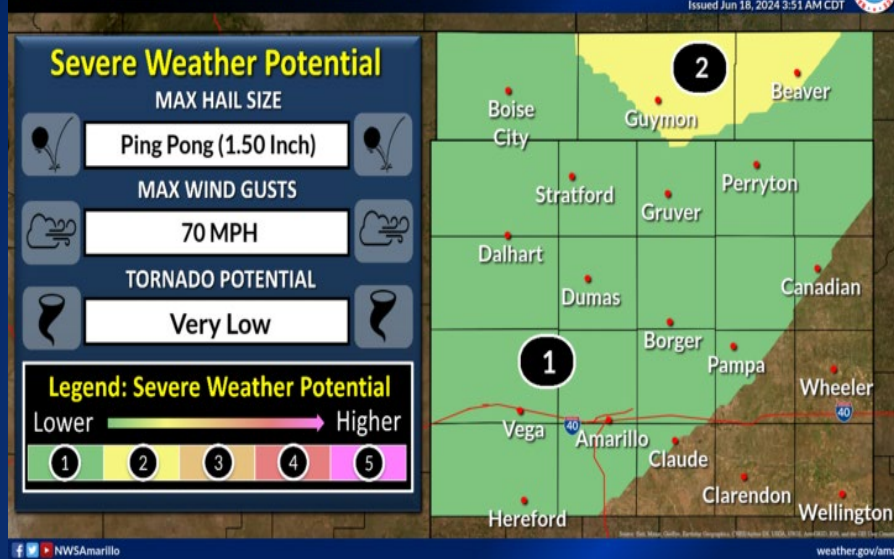 Issued Jun 18, 2024 3:51 AM CDT
Severe Weather Potential
MAX HAIL SIZE
Ping Pong (1.50 Inch)
MAX WIND GUSTS
70 MPH
TORNADO POTENTIAL
Very Low
Legend: Severe Weather Potential
Lower Higher
1 2 3 4 5
2
Boise
City
Guymon
Beaver
Stratford
Gruver
Perryton
Dalhart
Dumas
Canadian
1
Borger
Pampa
Wheeler
Vega
40
Amarillo
40
Claude
Hereford
Clarendon
Wellington
NWSAmarillo
weather.gov/am